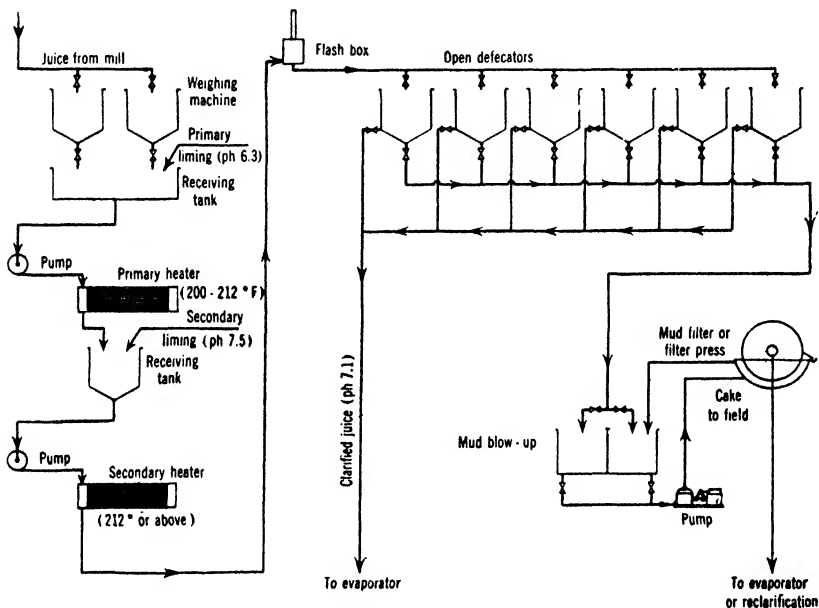 Juice from mill
Weighing
machine
Primary
liming (ph 6.3)
Receiving
tank
Pump
Primary heater
(200 - 212 °F)
Secondary
liming (ph 7.5)
Receiving
tank
Pump
Secondary heater
(212° or above)
Flash box
Open defecators
Clarified juice (ph 7.1)
To evaporator
Mud filter or
filter press
Cake
to field
Mud blow - up
Pump
To evaporator
or reclarification